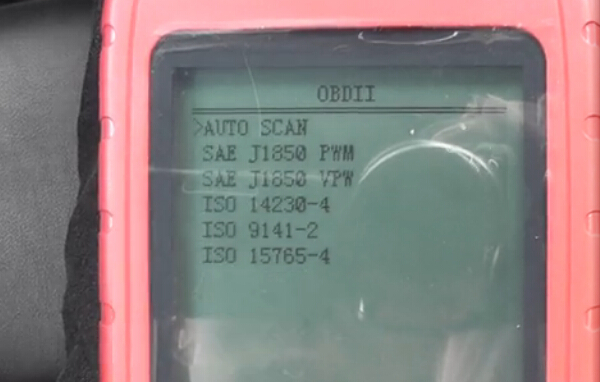 OBDII
>AUTO SCAN
SAE J1850 PWM
SAE J1850 VPW
ISO 14230-4
ISO 9141-2
ISO 15765-4